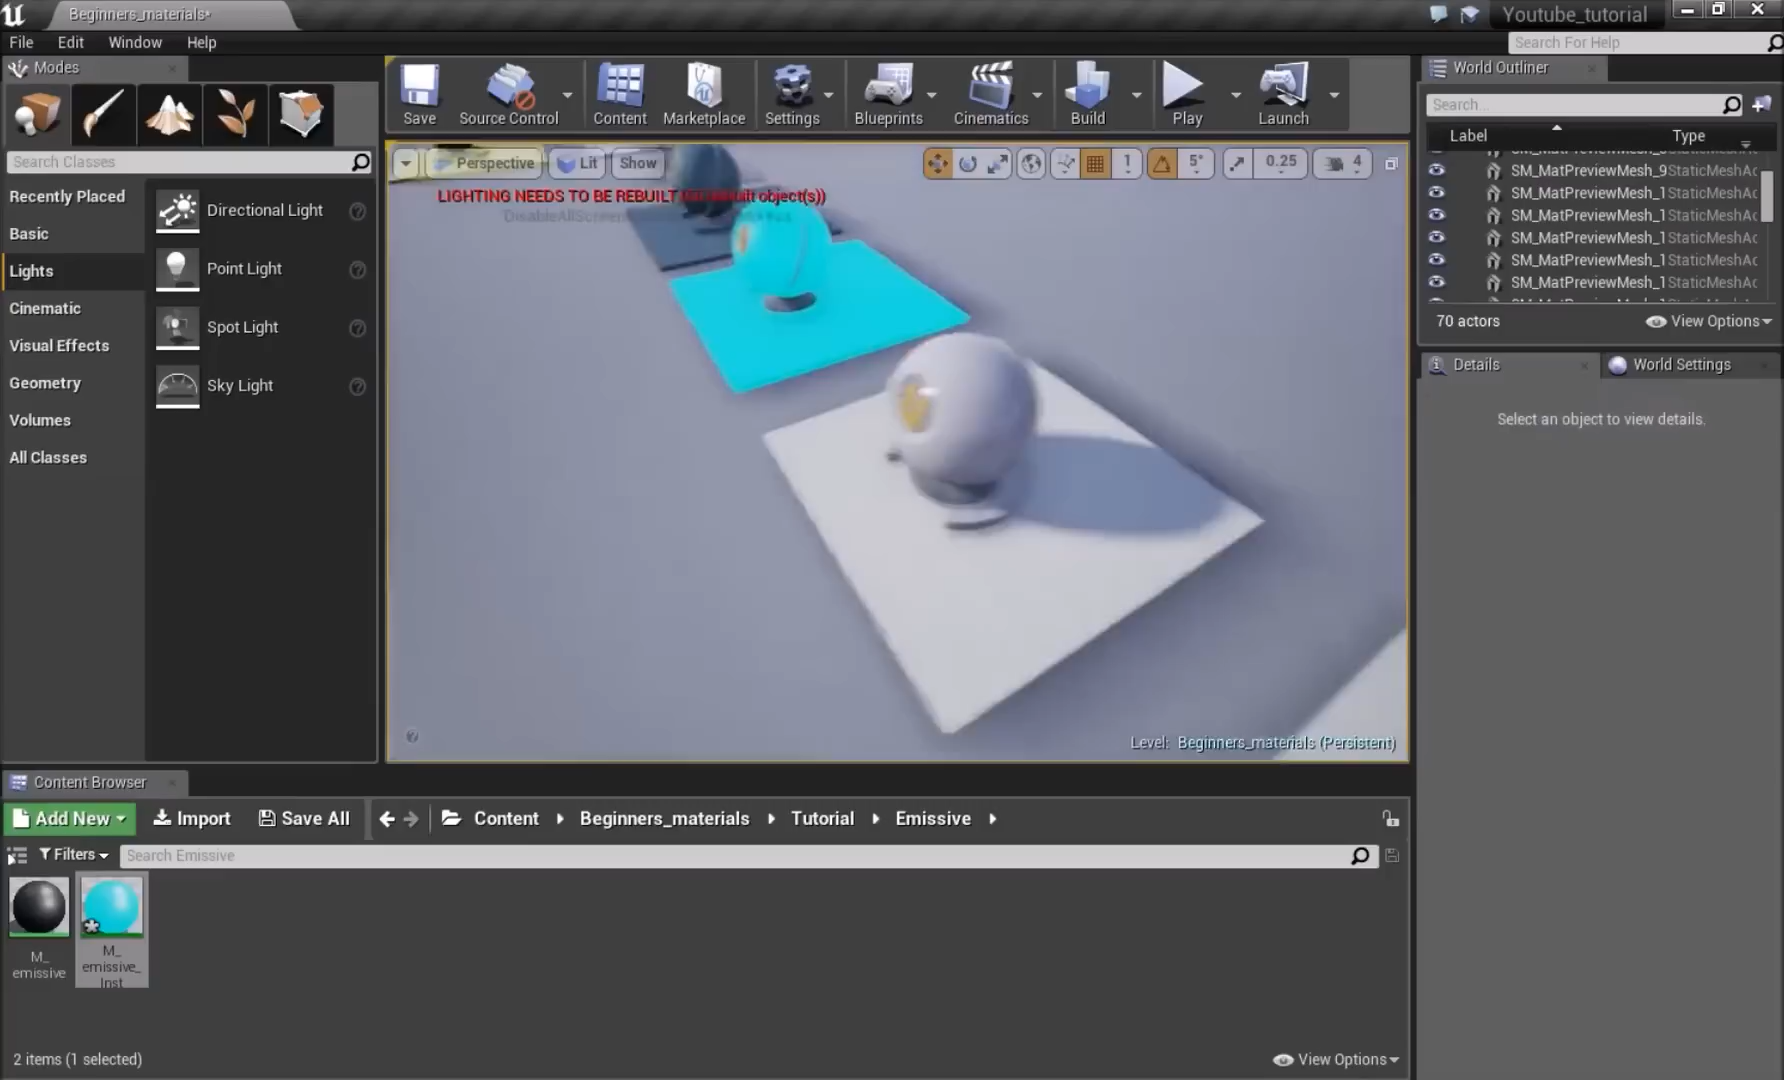 Beginners_materials*
Youtube_tutorial
File Edit Window Help
Search For Help
Modes
Save Source Control Content Marketplace Settings Blueprints Cinematics Build Play Launch
World Outliner
Search...
Label Type
Search Classes
Perspective Lit Show 1 5° 0.25 4
LIGHTING NEEDS TO BE REBUILT object(s))
DisableAllScreen
Recently Placed
Basic
Lights
Cinematic
Visual Effects
Geometry
Volumes
All Classes
Directional Light
Point Light
Spot Light
Sky Light
SM_MatPreviewMesh_9 StaticMeshAc
SM_MatPreviewMesh_1 StaticMeshAc
SM_MatPreviewMesh_1 StaticMeshAc
SM_MatPreviewMesh_1 StaticMeshAc
SM_MatPreviewMesh_1 StaticMeshAc
SM_MatPreviewMesh_1 StaticMeshAc
70 actors View Options
Details World Settings
Select an object to view details.
Level: Beginners_materials (Persistent)
Content Browser
Add New Import Save All Content Beginners_materials Tutorial Emissive
Filters Search Emissive
M_
emissive
M_
emissive_
Inst
2 items (1 selected) View Options